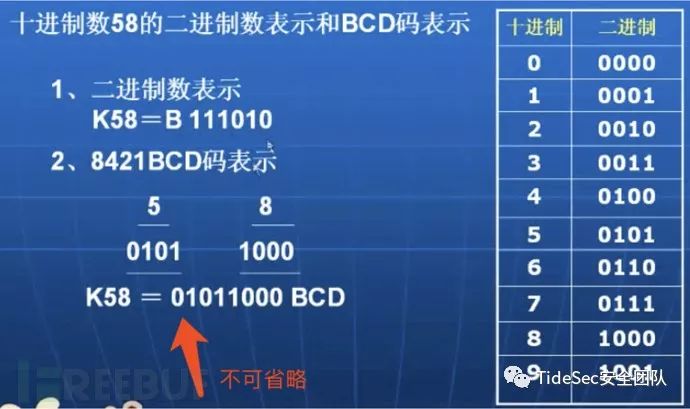 十进制数58的二进制数表示和BCD码表示
1、二进制数表示
K58＝B 111010
2、8421BCD码表示
5 8
0101 1000
K58 ＝ 01011000 BCD
不可省略
十进制 二进制
0 0000
1 0001
2 0010
3 0011
4 0100
5 0101
6 0110
7 0111
8 1000
9 1001
TideSec安全团队
FREEBUF